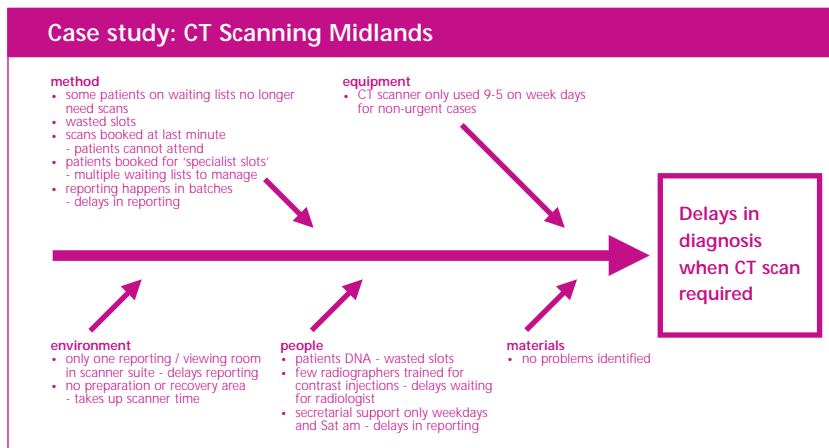 Case study: CT Scanning Midlands
method
• some patients on waiting lists no longer
need scans
• wasted slots
• scans booked at last minute
- patients cannot attend
• patients booked for ‘specialist slots’
- multiple waiting lists to manage
• reporting happens in batches
- delays in reporting
equipment
• CT scanner only used 9-5 on week days
for non-urgent cases
Delays in
diagnosis
when CT scan
required
environment
• only one reporting / viewing room
in scanner suite - delays reporting
• no preparation or recovery area
- takes up scanner time
people
• patients DNA - wasted slots
• few radiographers trained for
contrast injections - delays waiting
for radiologist
• secretarial support only weekdays
and Sat am - delays in reporting
materials
• no problems identified